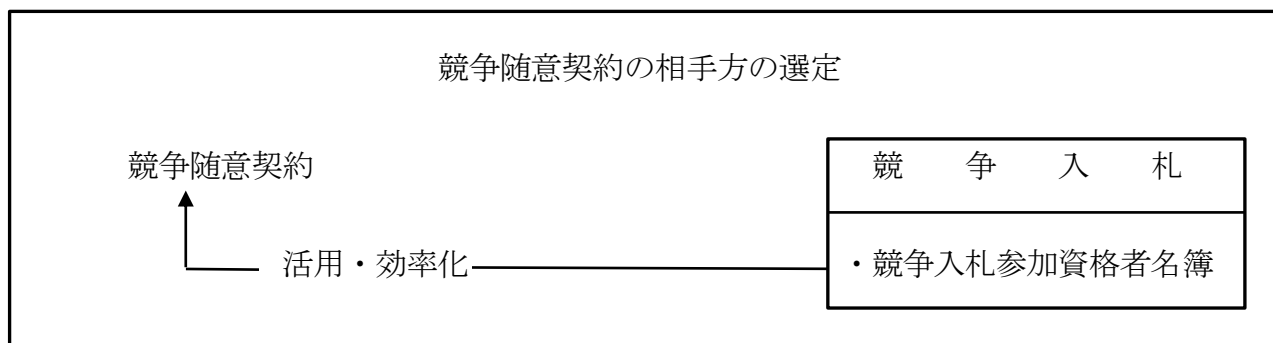 競争随意契約の相手方の選定
競争随意契約
競争入札
活用・効率化
・競争入札参加資格者名簿